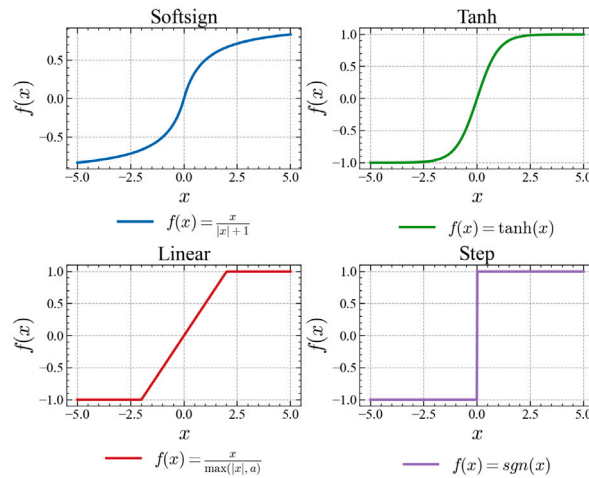 Softsign
f(x)
0.5
0.0
−0.5
−5.0 −2.5 0.0 2.5 5.0
x
f(x) = x / |x|+1
Tanh
f(x)
1.0
0.5
0.0
−0.5
−1.0
−5.0 −2.5 0.0 2.5 5.0
x
f(x) = tanh(x)
Linear
f(x)
1.0
0.5
0.0
−0.5
−1.0
−5.0 −2.5 0.0 2.5 5.0
x
f(x) = x / max(|x|, a)
Step
f(x)
1.0
0.5
0.0
−0.5
−1.0
−5.0 −2.5 0.0 2.5 5.0
x
f(x) = sgn(x)